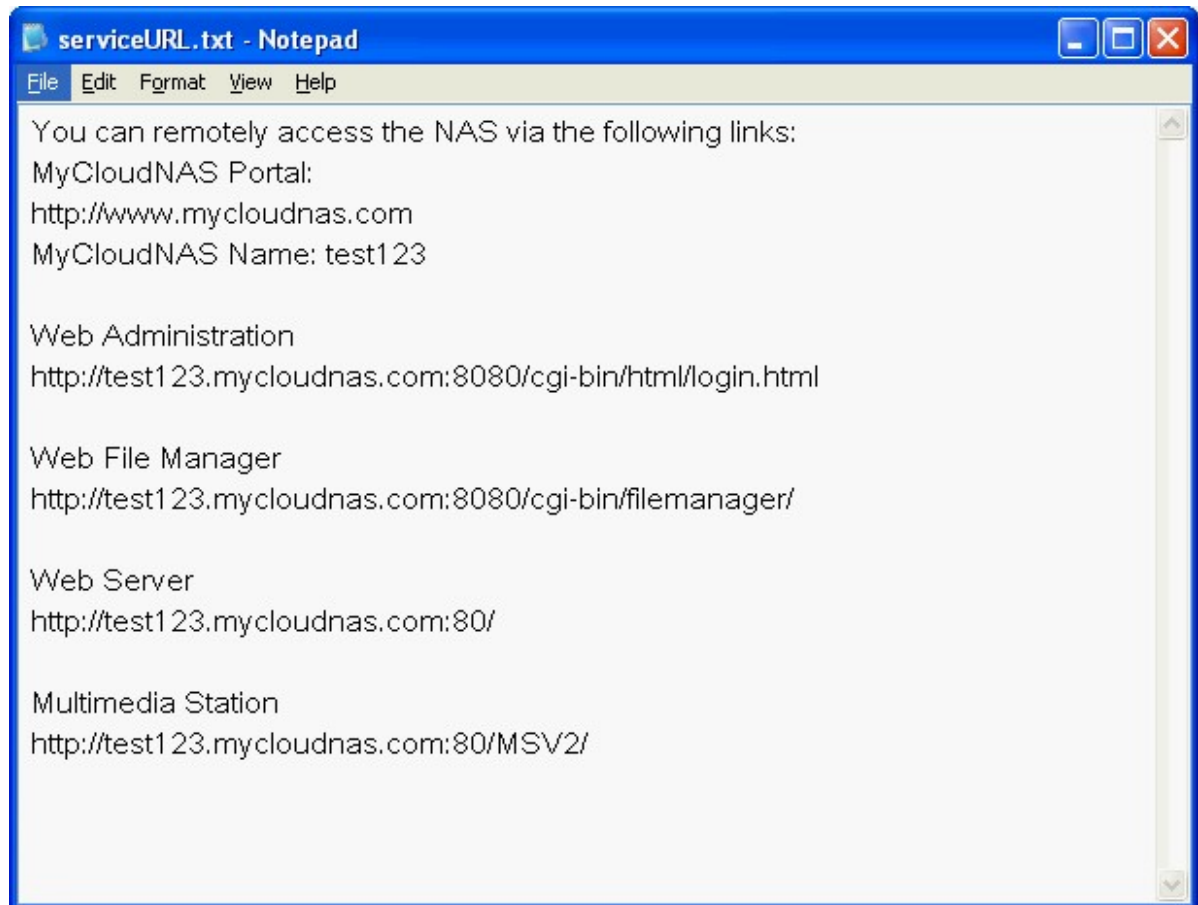 serviceURL.txt - Notepad
File Edit Format View Help
You can remotely access the NAS via the following links:
MyCloudNAS Portal:
http://www.mycloudnas.com
MyCloudNAS Name: test123
Web Administration
http://test123.mycloudnas.com:8080/cgi-bin/html/login.html
Web File Manager
http://test123.mycloudnas.com:8080/cgi-bin/filemanager/
Web Server
http://test123.mycloudnas.com:80/
Multimedia Station
http://test123.mycloudnas.com:80/MSV2/